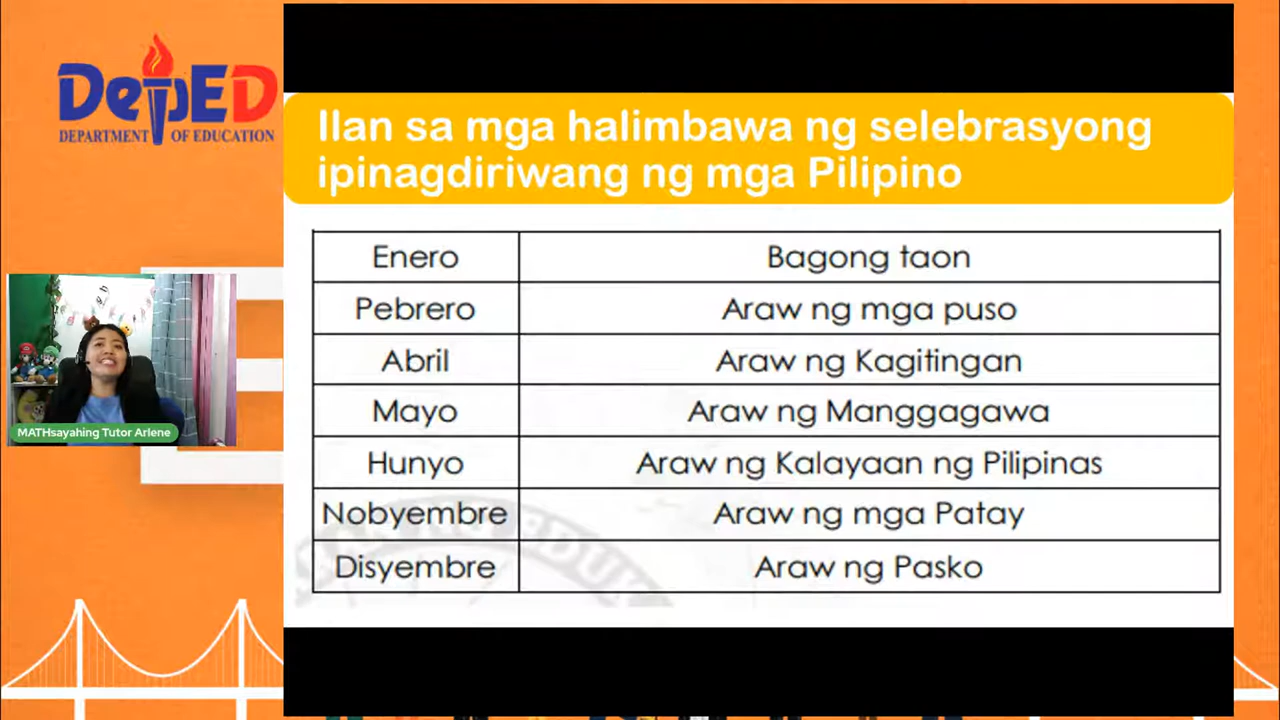 DepED
DEPARTMENT OF EDUCATION
Ilan sa mga halimbawa ng selebrasyong
ipinagdiriwang ng mga Pilipino
Enero Bagong taon
Pebrero Araw ng mga puso
Abril Araw ng Kagitingan
Mayo Araw ng Manggagawa
Hunyo Araw ng Kalayaan ng Pilipinas
Nobyembre Araw ng mga Patay
Disyembre Araw ng Pasko
MATHsayahing Tutor Arlene